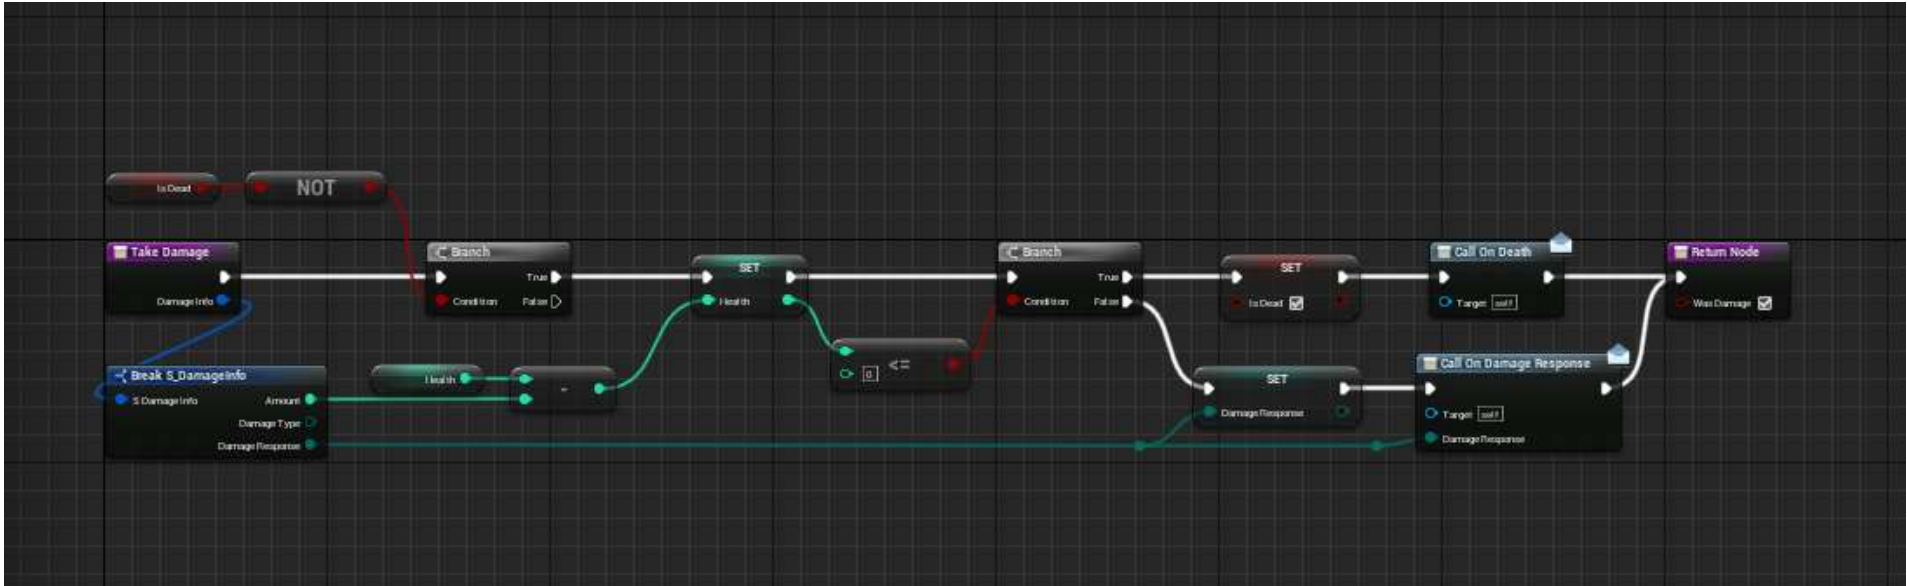 Is Dead
NOT
Take Damage
Damage Info
Branch
True
Condition
False
SET
Health
Branch
True
Condition
False
SET
Is Dead
Call On Death
Target
self
Return Node
Was Damage
Break S_DamageInfo
S Damage Info
Amount
Damage Type
Damage Response
Health
-
0
<=
SET
Damage Response
Call On Damage Response
Target
self
Damage Response